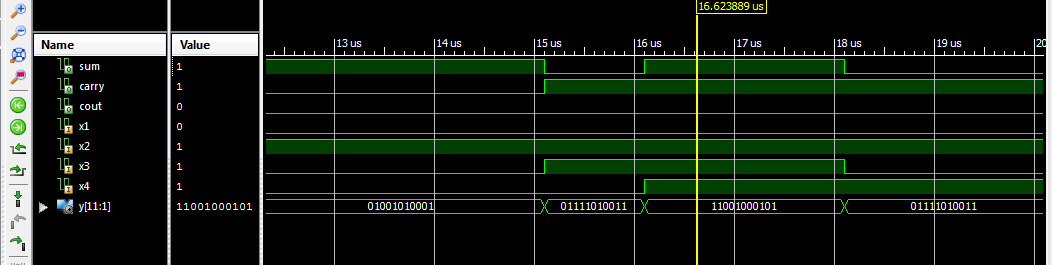 16.623889 us
Name Value 13 us 14 us 15 us 16 us 17 us 18 us 19 us 20
sum 1
carry 1
cout 0
x1 0
x2 1
x3 1
x4 1
y[11:1] 11001000101 01001010001 01111010011 11001000101 01111010011